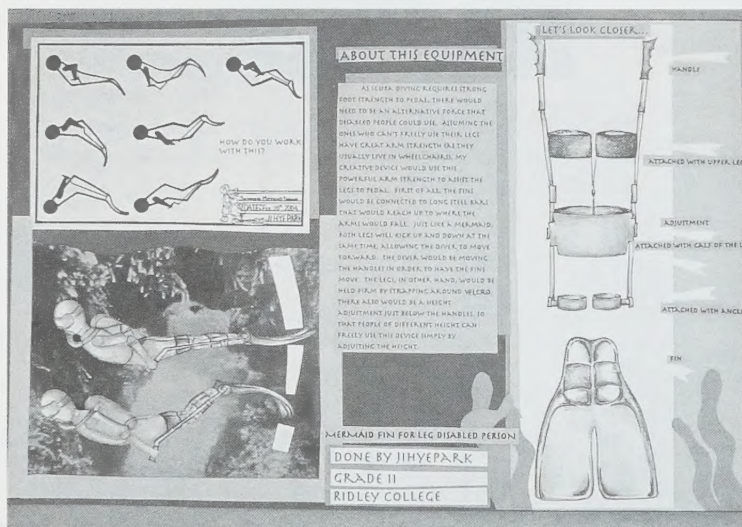 HOW DO YOU WORK
WITH THIS?
JIHYE PARK
ABOUT THIS EQUIPMENT
AS SCUBA DIVING REQUIRES STRONG
FOOT STRENGTH TO PEDAL, THERE WOULD
NEED TO BE AN ALTERNATIVE FORCE THAT
DISABLED PEOPLE COULD USE. ASSUMING THE
ONES WHO CAN'T FREELY USE THEIR LEGS
HAVE GREAT ARM STRENGTH (AS THEY
USUALLY LIVE IN WHEELCHAIRS), MY
CREATIVE DEVICE WOULD USE THIS
POWERFUL ARM STRENGTH TO ASSIST THE
LEGS TO PEDAL. FIRST OF ALL, THE FINS
WOULD BE CONNECTED TO LONG STEEL BARS
THAT WOULD REACH UP TO WHERE THE
ARMS WOULD FALL. JUST LIKE A MERMAID,
BOTH LEGS WILL KICK UP AND DOWN AT THE
SAME TIME, ALLOWING THE DIVER TO MOVE
FORWARD. THE DIVER WOULD BE MOVING
THE HANDLES IN ORDER TO HAVE THE FINS
MOVE. THE LEGS, IN OTHER HAND, WOULD BE
HELD FIRM BY STRAPPING AROUND VELCRO.
THERE ALSO WOULD BE A HEIGHT
ADJUSTMENT JUST BELOW THE HANDLES, SO
THAT PEOPLE OF DIFFERENT HEIGHT CAN
FREELY USE THIS DEVICE SIMPLY BY
ADJUSTING THE HEIGHT.
MERMAID FIN FOR LEG DISABLED PERSON
DONE BY JIHYEPARK
GRADE 11
RIDLEY COLLEGE
LET'S LOOK CLOSER...
HANDLE
ATTACHED WITH UPPER LEG
ADJUSTMENT
ATTACHED WITH CALF OF THE
ATTACHED WITH ANCLE
FIN